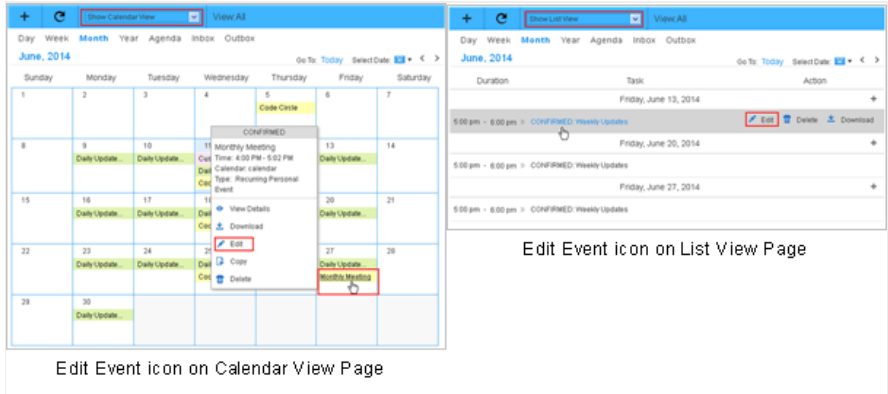 + C Show Calendar View View: All
Day Week Month Year Agenda Inbox Outbox
June, 2014 Go To: Today Select Date: < >
Sunday Monday Tuesday Wednesday Thursday Friday Saturday
1 2 3 4 5 6 7
Code Circle
8 9 10 11 13 14
Daily Update... Daily Update... Daily Update...
CONFIRMED
Monthly Meeting
Time: 4:00 PM - 5:02 PM
Calendar: calendar
Type: Recurring Personal
Event
View Details
Download
Edit
Copy
Delete
15 16 17 20 21
Daily Update... Daily Update... Daily Update...
22 23 24 27 28
Daily Update... Daily Update... Daily Update...
Monthly Meeting
29 30
Daily Update...
Edit Event icon on Calendar View Page
+ Show List View View: All
Day Week Month Year Agenda Inbox Outbox
June, 2014 Go To: Today Select Date: < >
Duration Task Action
Friday, June 13, 2014 +
5:00 pm - 6:00 pm CONFIRMED: Weekly Updates Edit Delete Download
Friday, June 20, 2014 +
5:00 pm - 6:00 pm CONFIRMED: Weekly Updates
Friday, June 27, 2014 +
5:00 pm - 6:00 pm CONFIRMED: Weekly Updates
Edit Event icon on List View Page